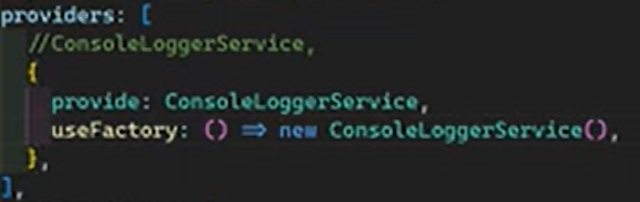 providers: [
//ConsoleLoggerService,
{
provide: ConsoleLoggerService,
useFactory: () => new ConsoleLoggerService(),
},
],